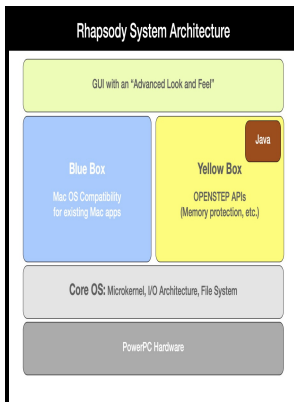 Rhapsody System Architecture
GUI with an “Advanced Look and Feel”
Blue Box
Mac OS Compatibility
for existing Mac apps
Java
Yellow Box
OPENSTEP APIs
(Memory protection, etc.)
Core OS: Microkernel, I/O Architecture, File System
PowerPC Hardware